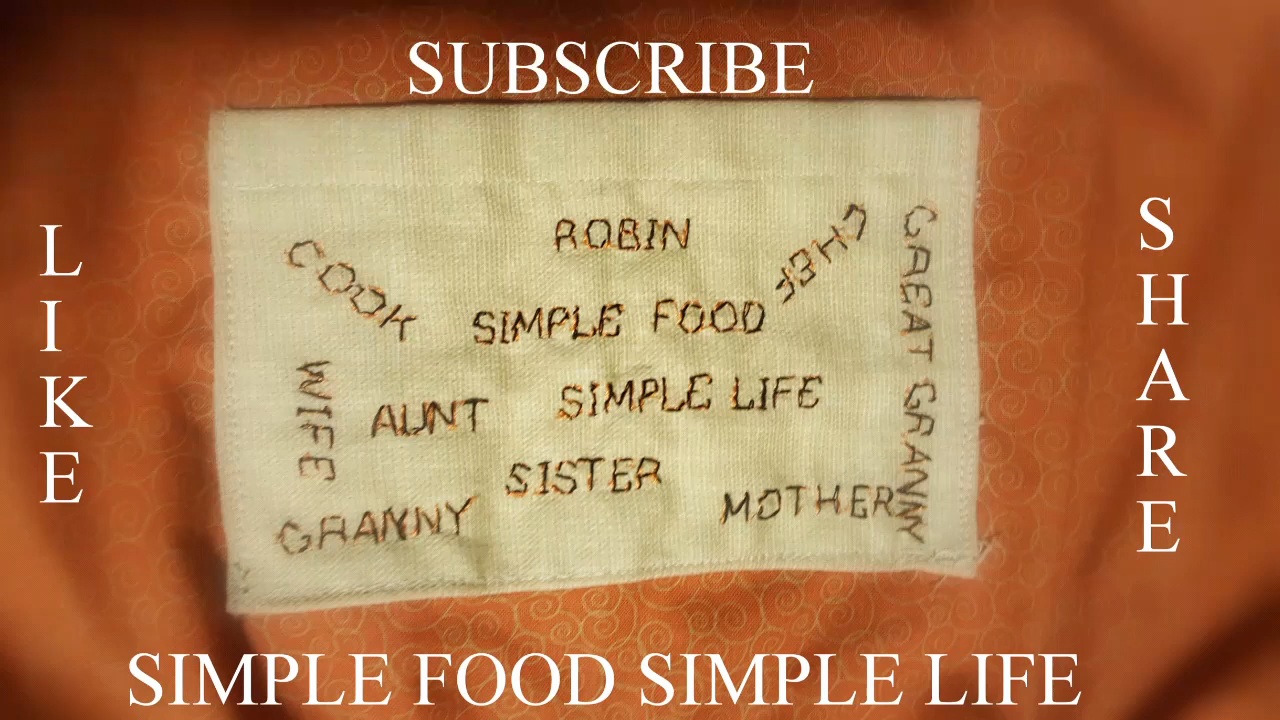 SUBSCRIBE
LIKE
SHARE
ROBIN
COOK
CHEF
GREAT GRANNY
SIMPLE FOOD
WIFE
AUNT
SIMPLE LIFE
SISTER
GRANNY
MOTHER
SIMPLE FOOD SIMPLE LIFE